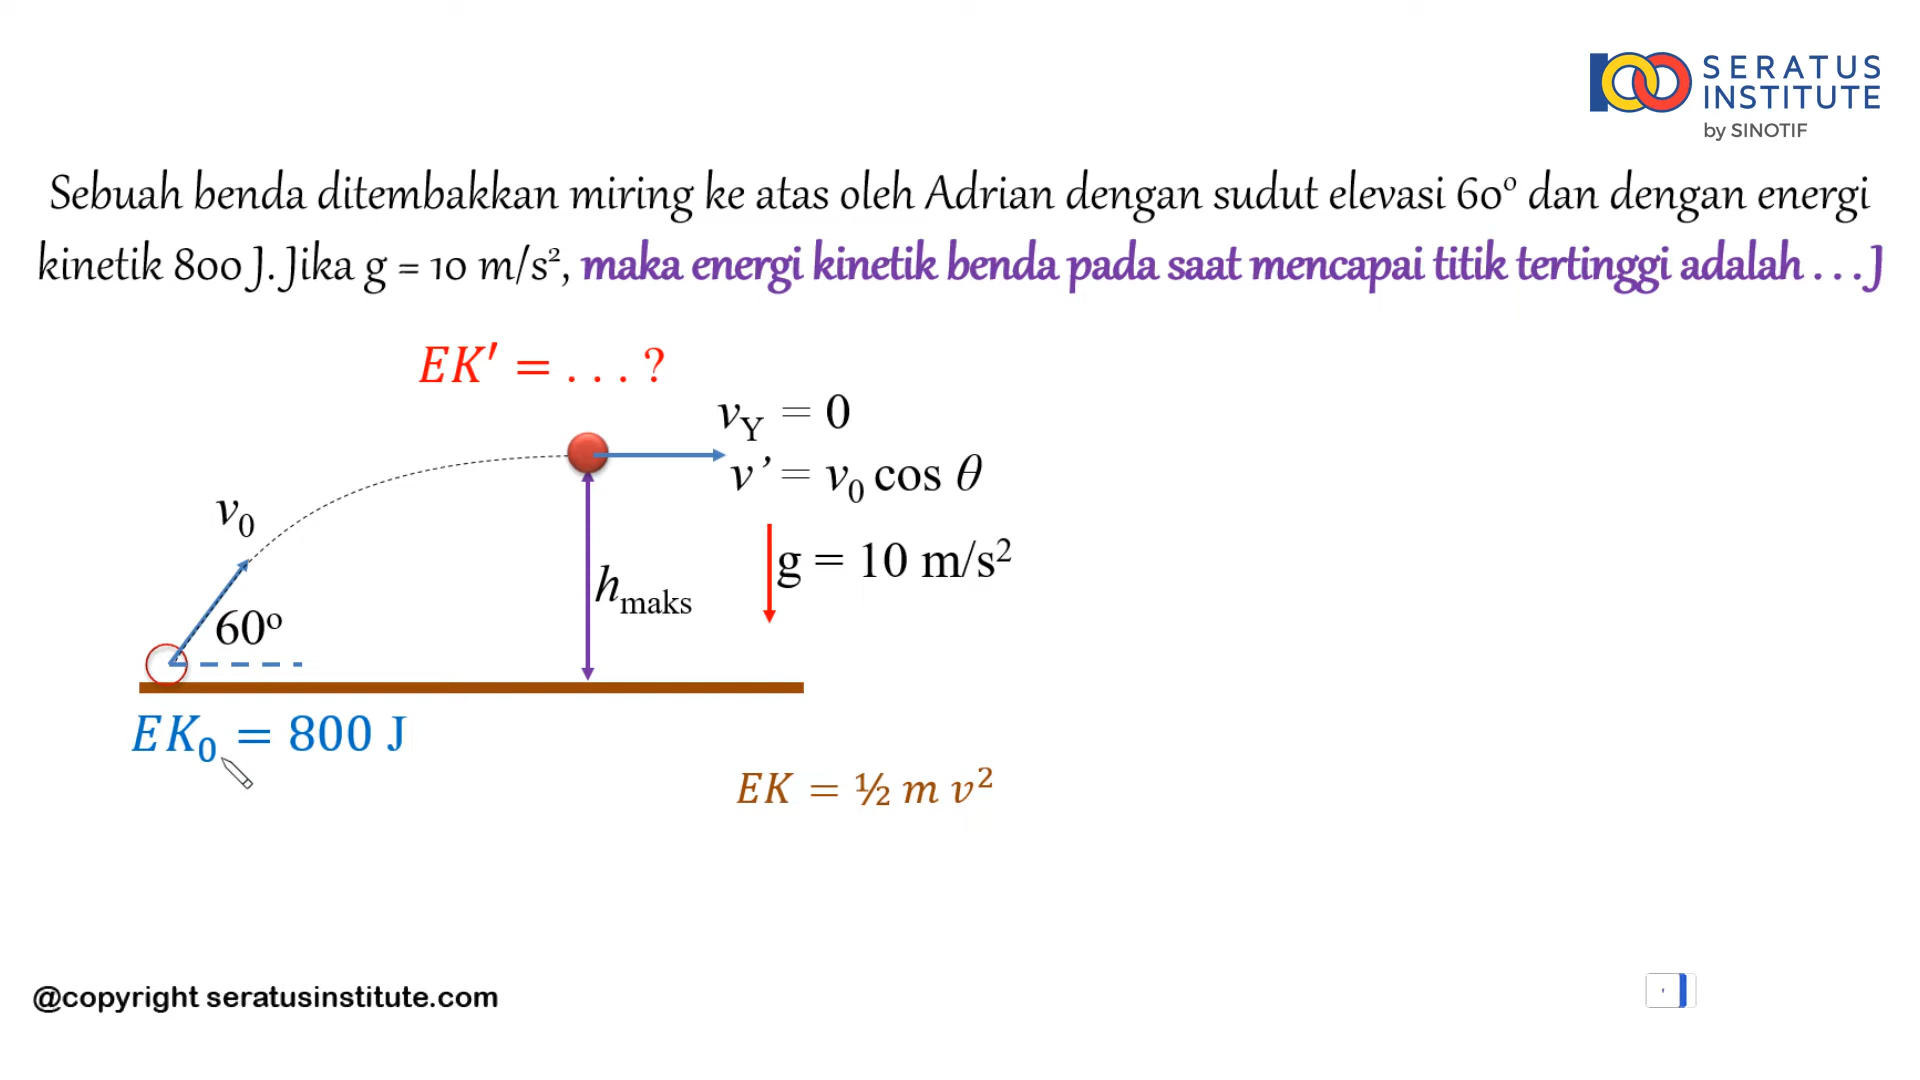 SERATUS
INSTITUTE
by SINOTIF
Sebuah benda ditembakkan miring ke atas oleh Adrian dengan sudut elevasi 60° dan dengan energi
kinetik 800 J. Jika g = 10 m/s², maka energi kinetik benda pada saat mencapai titik tertinggi adalah . . . J
EK' = . . . ?
v_Y = 0
v' = v₀ cos θ
v₀
g = 10 m/s²
h_maks
60°
EK₀ = 800 J
EK = ½ m v²
@copyright seratusinstitute.com